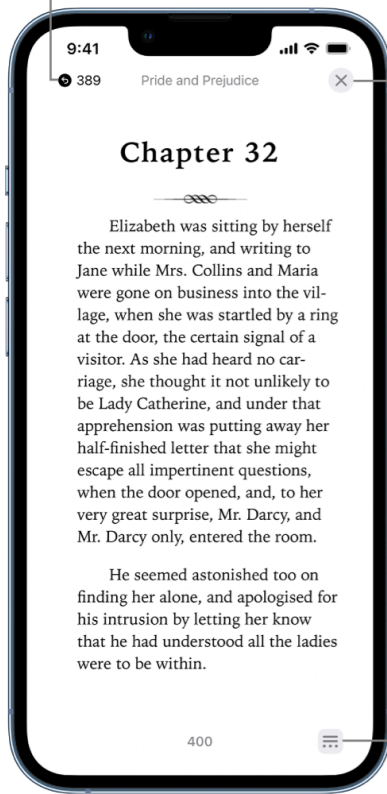 9:41
389 Pride and Prejudice
Chapter 32
Elizabeth was sitting by herself
the next morning, and writing to
Jane while Mrs. Collins and Maria
were gone on business into the vil-
lage, when she was startled by a ring
at the door, the certain signal of a
visitor. As she had heard no car-
riage, she thought it not unlikely to
be Lady Catherine, and under that
apprehension was putting away her
half-finished letter that she might
escape all impertinent questions,
when the door opened, and, to her
very great surprise, Mr. Darcy, and
Mr. Darcy only, entered the room.
He seemed astonished too on
finding her alone, and apologised for
his intrusion by letting her know
that he had understood all the ladies
were to be within.
400